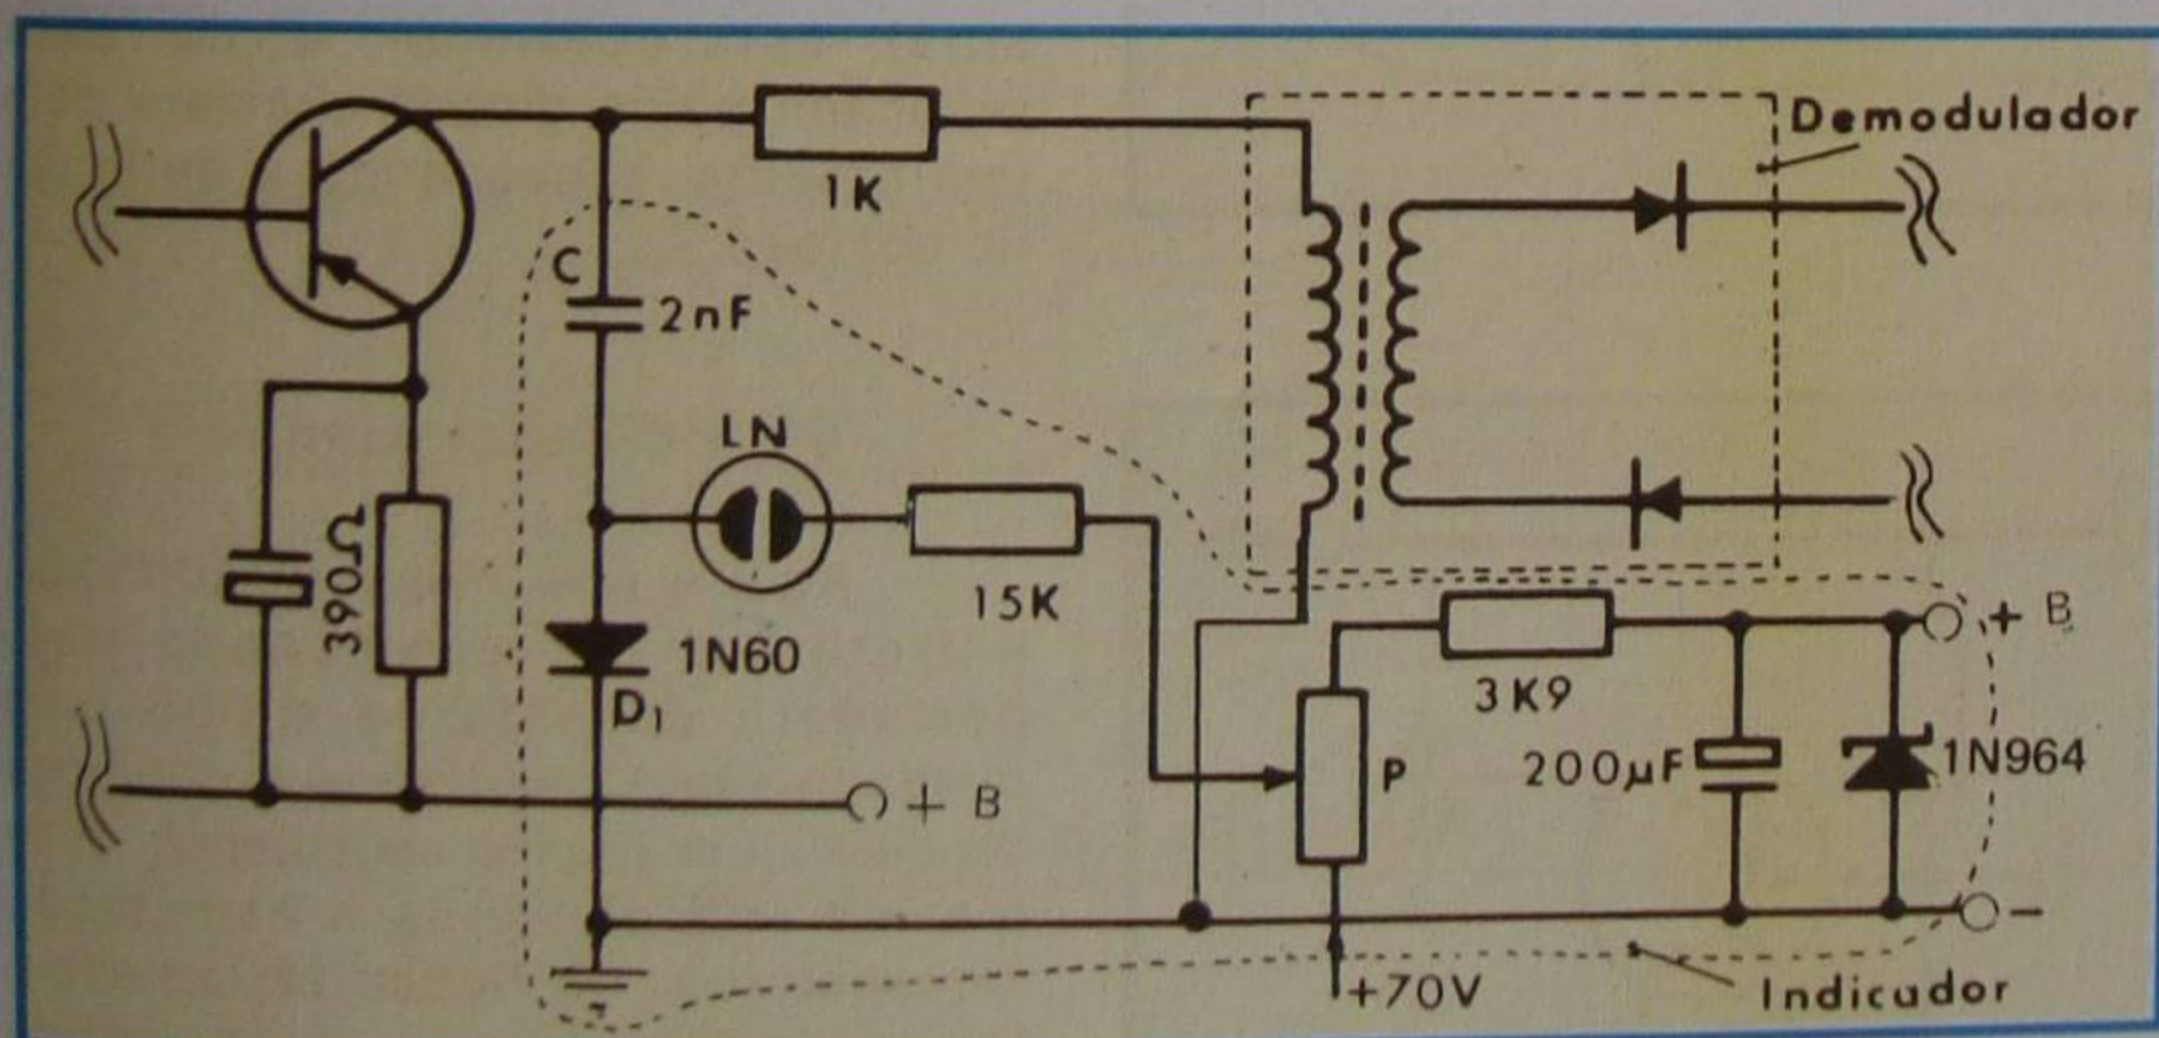 Demodulador
1K
C
2nF
LN
15K
390Ω
1N60
D₁
+ B
3K9
+ B
P
200µF
1N964
−
+70V
Indicador